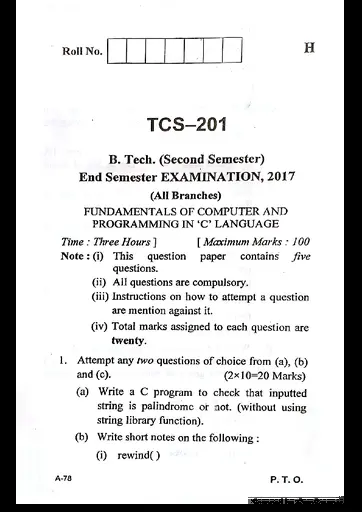 Roll No.
H
TCS–201
B. Tech. (Second Semester)
End Semester EXAMINATION, 2017
(All Branches)
FUNDAMENTALS OF COMPUTER AND
PROGRAMMING IN 'C' LANGUAGE
Time : Three Hours ] [ Maximum Marks : 100
Note : (i) This question paper contains five
questions.
(ii) All questions are compulsory.
(iii) Instructions on how to attempt a question
are mention against it.
(iv) Total marks assigned to each question are
twenty.
1. Attempt any two questions of choice from (a), (b)
and (c). (2×10=20 Marks)
(a) Write a C program to check that inputted
string is palindrome or not. (without using
string library function).
(b) Write short notes on the following :
(i) rewind( )
A-78 P. T. O.